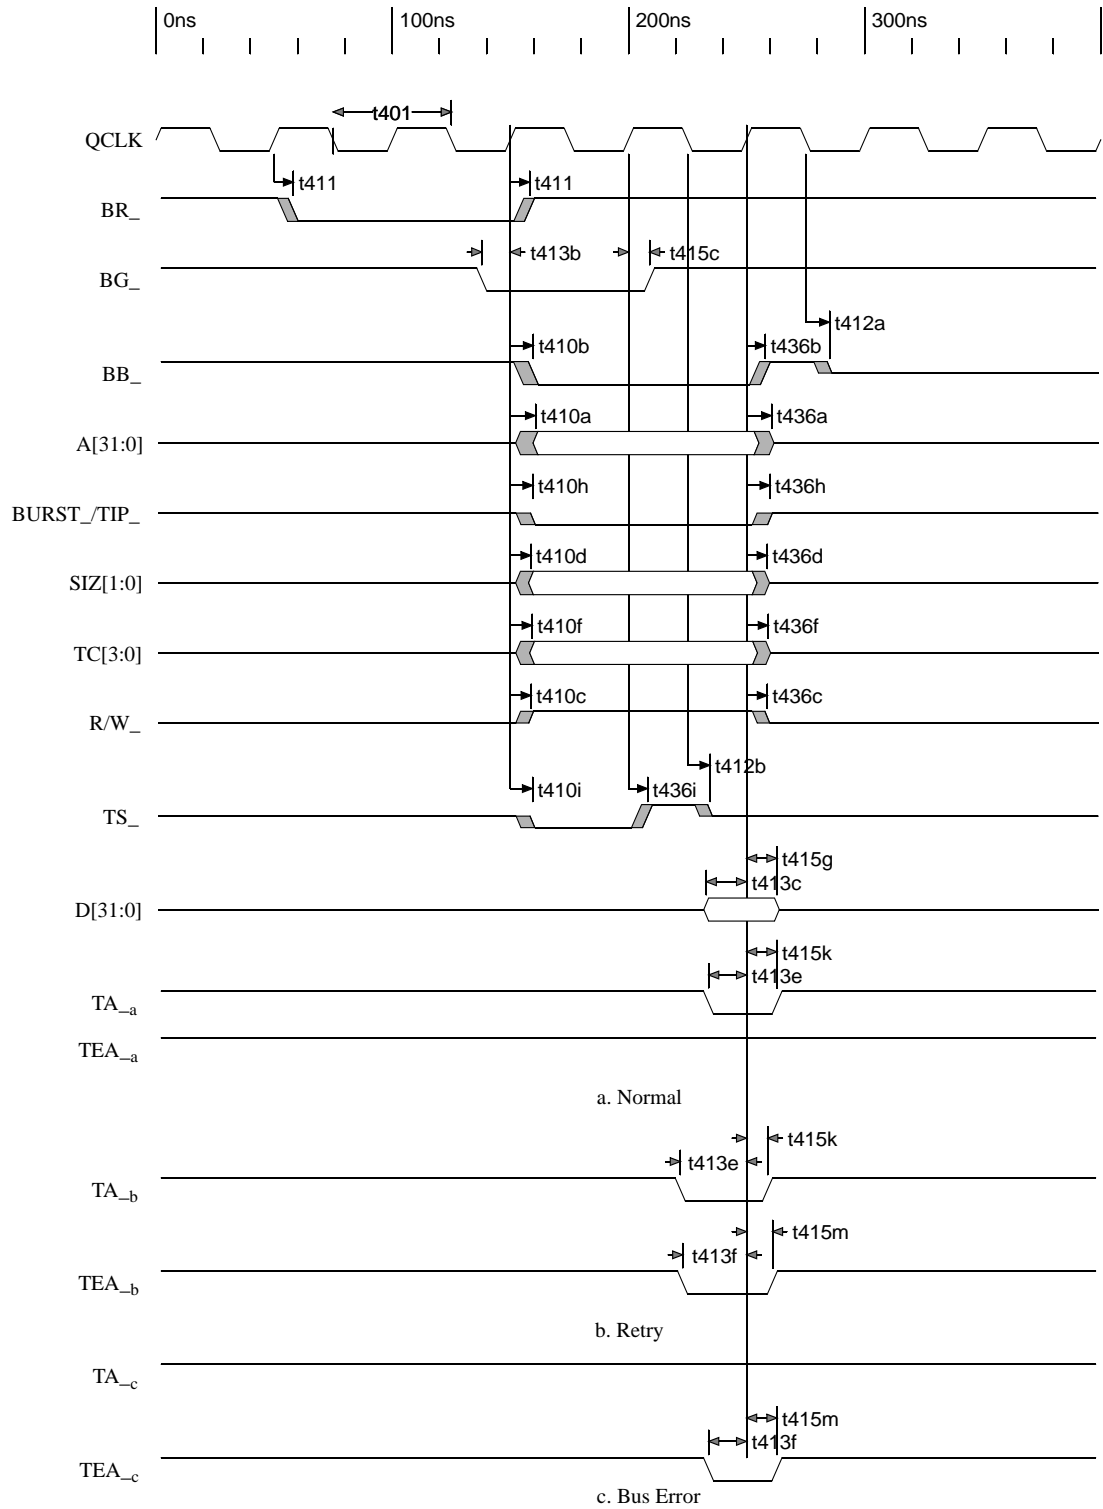 0ns 100ns 200ns 300ns
t401
QCLK
t411 t411
BR_
t413b t415c
BG_
t412a
t410b t436b
BB_
t410a t436a
A[31:0]
t410h t436h
BURST_/TIP_
t410d t436d
SIZ[1:0]
t410f t436f
TC[3:0]
t410c t436c
R/W_
t412b
t410i t436i
TS_
t415g
t413c
D[31:0]
t415k
t413e
TA_a
TEA_a
a. Normal
t415k
t413e
TA_b
t415m
t413f
TEA_b
b. Retry
TA_c
t415m
t413f
TEA_c
c. Bus Error